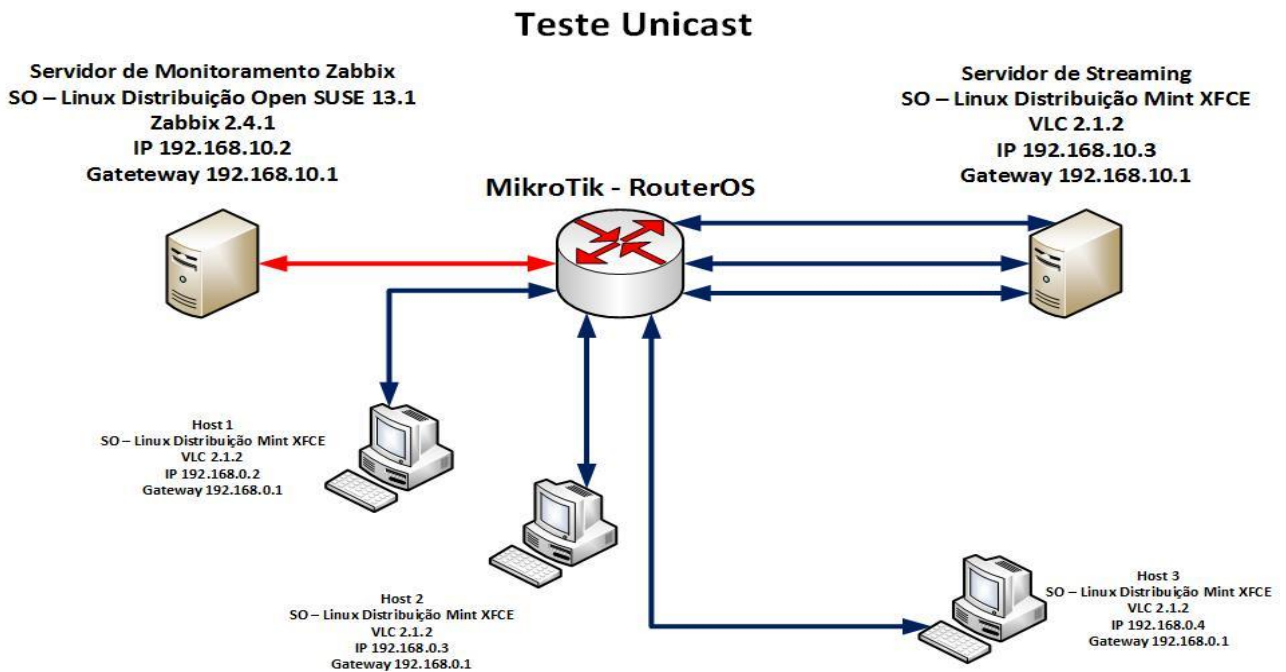 Teste Unicast
Servidor de Monitoramento Zabbix
SO – Linux Distribuição Open SUSE 13.1
Zabbix 2.4.1
IP 192.168.10.2
Gateteway 192.168.10.1
Servidor de Streaming
SO – Linux Distribuição Mint XFCE
VLC 2.1.2
IP 192.168.10.3
Gateway 192.168.10.1
MikroTik - RouterOS
Host 1
SO – Linux Distribuição Mint XFCE
VLC 2.1.2
IP 192.168.0.2
Gateway 192.168.0.1
Host 2
SO – Linux Distribuição Mint XFCE
VLC 2.1.2
IP 192.168.0.3
Gateway 192.168.0.1
Host 3
SO – Linux Distribuição Mint XFCE
VLC 2.1.2
IP 192.168.0.4
Gateway 192.168.0.1